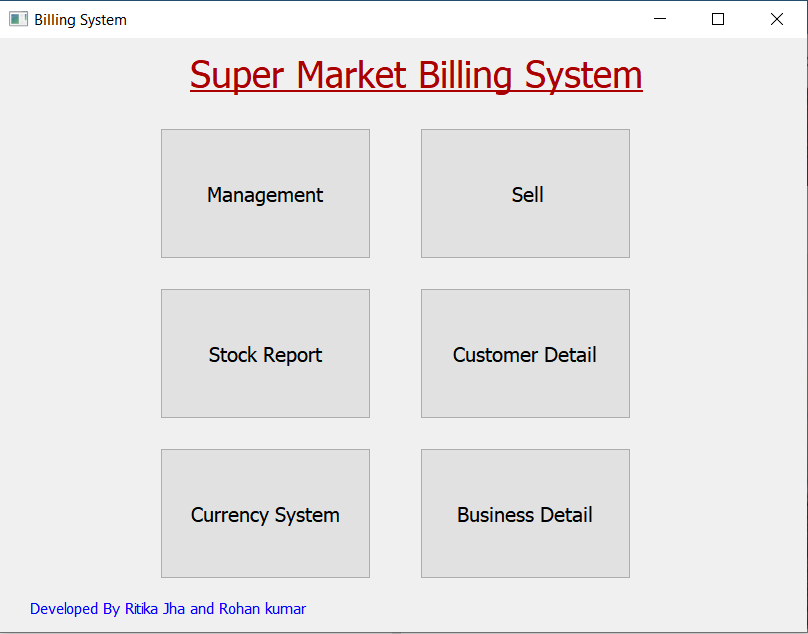 Billing System
Super Market Billing System
Management
Sell
Stock Report
Customer Detail
Currency System
Business Detail
Developed By Ritika Jha and Rohan kumar